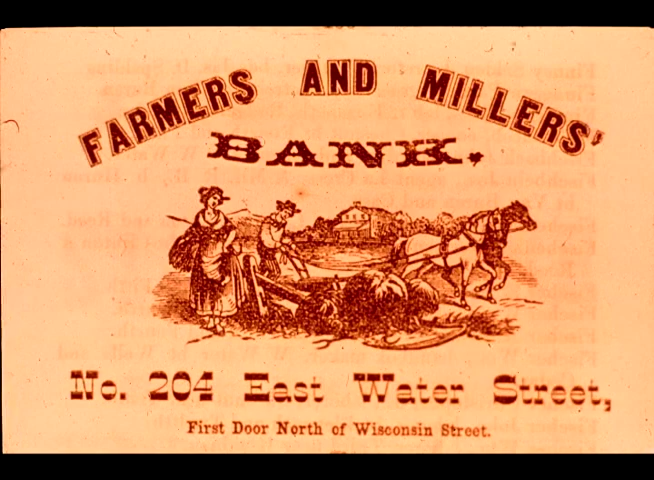 FARMERS AND MILLERS'
BANK.
No. 204 East Water Street,
First Door North of Wisconsin Street.